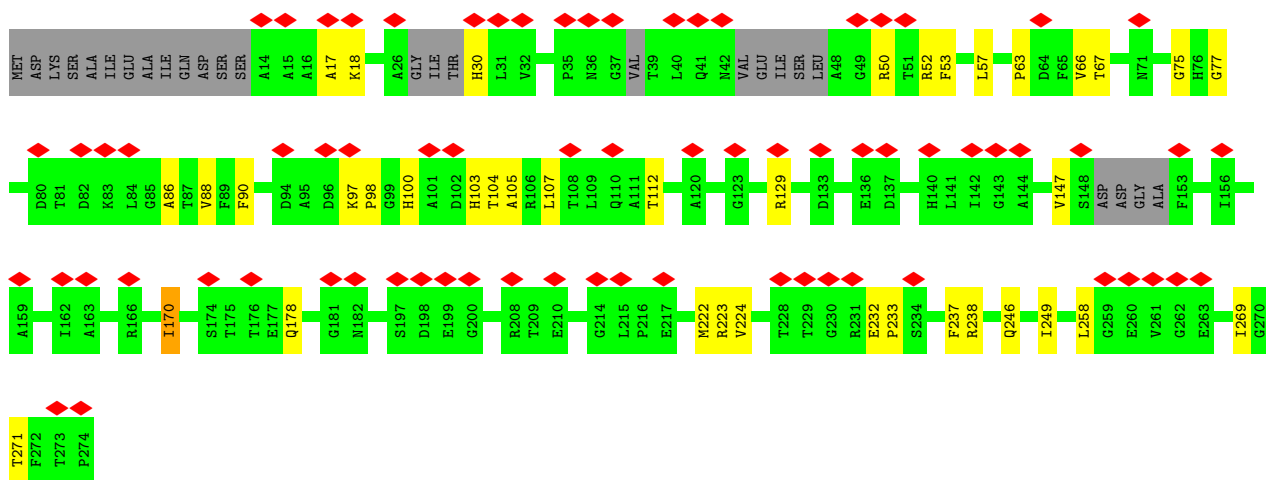 MET ASP LYS SER ALA ILE GLU ALA ILE GLN ASP SER SER A14 A15 A16 A17 K18 A26 GLY ILE THR H30 L31 V32 P35 N36 G37 VAL T39 L40 Q41 N42 VAL GLU ILE SER LEU A48 G49 R50 T51 R52 F53 L57 P63 D64 F65 V66 T67 N71 G75 H76 G77
D80 T81 D82 K83 L84 G85 A86 T87 V88 F89 F90 D94 A95 D96 K97 P98 G99 H100 A101 D102 H103 T104 A105 R106 L107 T108 L109 Q110 A111 T112 A120 G123 R129 D133 E136 D137 H140 L141 I142 G143 A144 V147 S148 ASP ASP GLY ALA F153 I156
A159 I162 A163 R166 I170 S174 T175 T176 E177 Q178 G181 N182 S197 D198 E199 G200 R208 T209 E210 G214 L215 P216 E217 M222 R223 V224 T228 T229 G230 R231 E232 P233 S234 F237 R238 Q246 I249 L258 G259 E260 V261 G262 E263 I269 G270
T271 F272 T273 P274